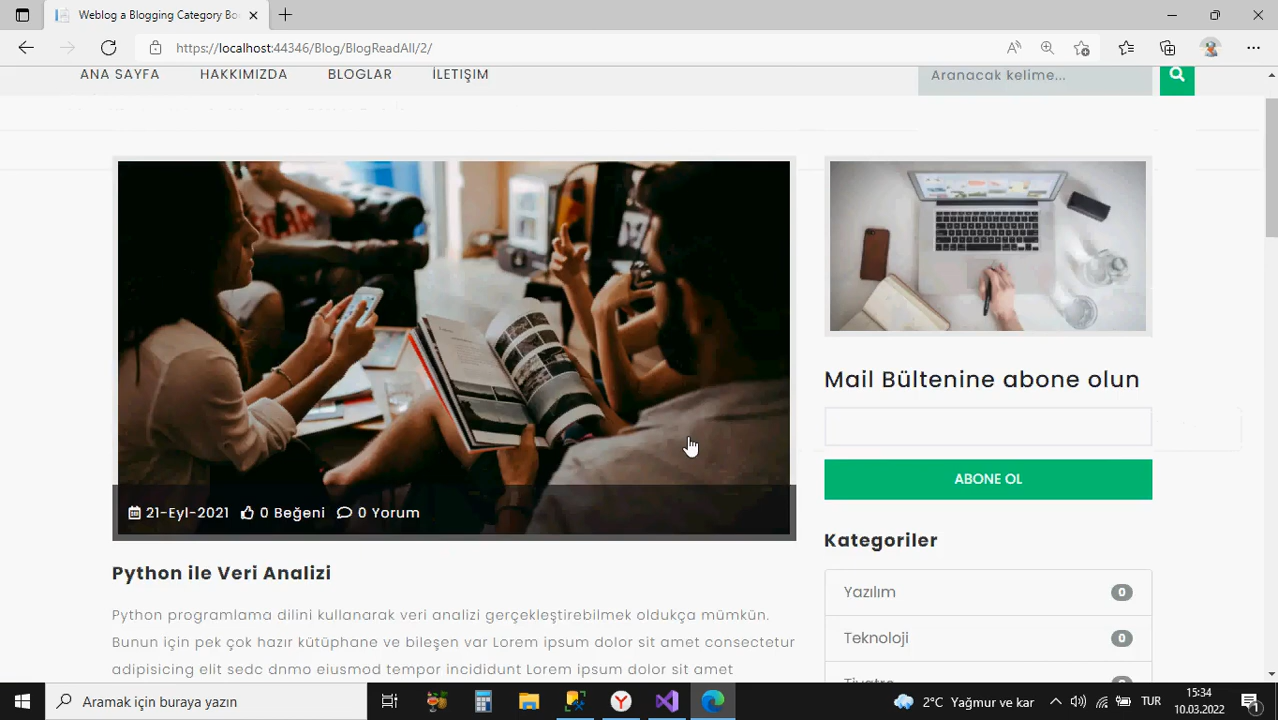 Weblog a Blogging Category Bo
https://localhost:44346/Blog/BlogReadAll/2/
ANA SAYFA
HAKKIMIZDA
BLOGLAR
İLETİŞİM
Aranacak kelime...
21-Eyl-2021 0 Beğeni 0 Yorum
Python ile Veri Analizi
Python programlama dilini kullanarak veri analizi gerçekleştirebilmek oldukça mümkün.
Bunun için pek çok hazır kütüphane ve bileşen var Lorem ipsum dolor sit amet consectetur
adipisicing elit sedc dnmo eiusmod tempor incididunt Lorem ipsum dolor sit amet
Mail Bültenine abone olun
ABONE OL
Kategoriler
Yazılım 0
Teknoloji 0
Tiyatro
Aramak için buraya yazın
2°C Yağmur ve kar
TUR
15:34
10.03.2022
1